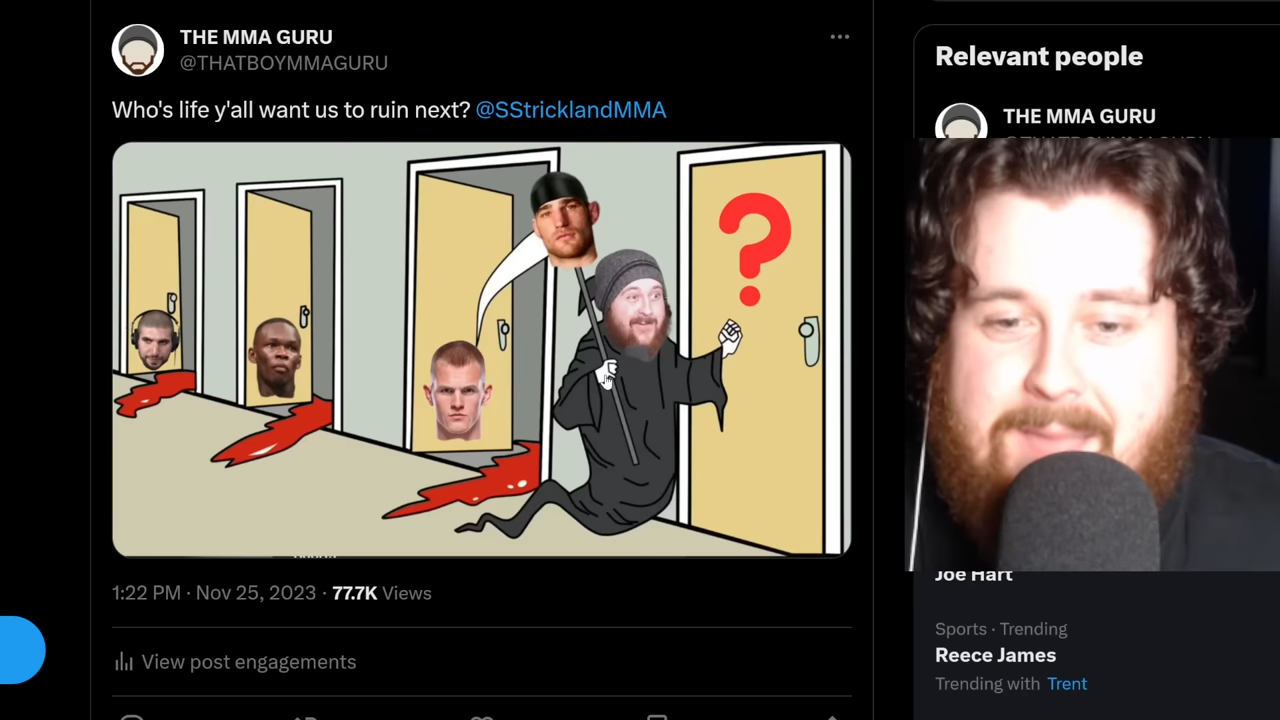 THE MMA GURU
@THATBOYMMAGURU
Who's life y'all want us to ruin next? @SStricklandMMA
?
1:22 PM · Nov 25, 2023 · 77.7K Views
View post engagements
Relevant people
THE MMA GURU
Joe Hart
Sports · Trending
Reece James
Trending with Trent